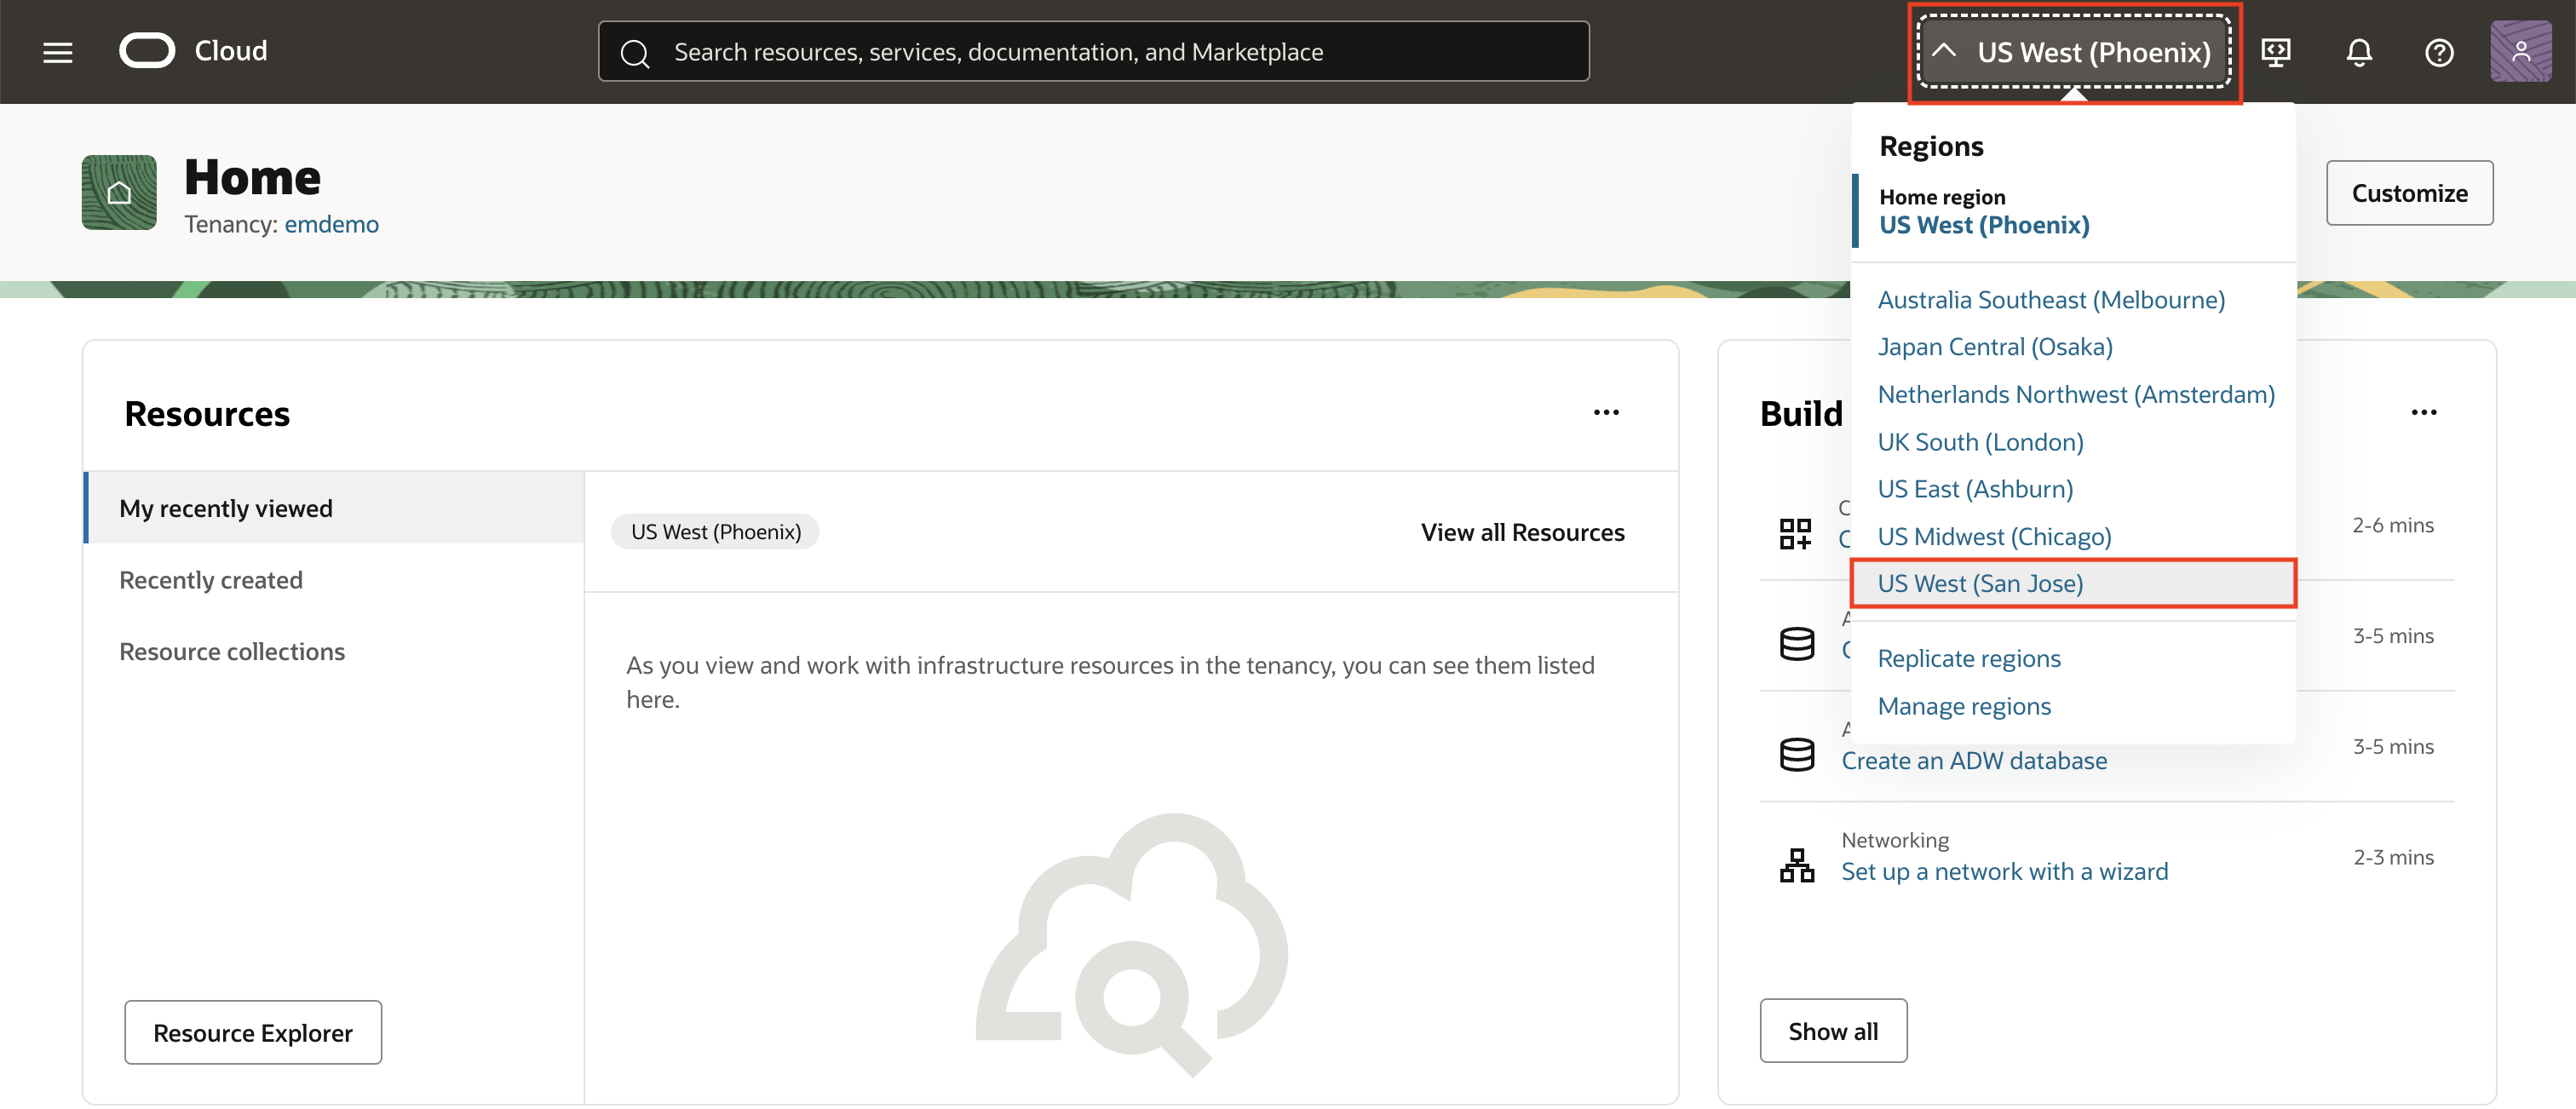 Cloud
Search resources, services, documentation, and Marketplace
US West (Phoenix)
Home
Tenancy: emdemo
Customize
Regions
Home region
US West (Phoenix)
Australia Southeast (Melbourne)
Japan Central (Osaka)
Netherlands Northwest (Amsterdam)
UK South (London)
US East (Ashburn)
US Midwest (Chicago)
US West (San Jose)
Replicate regions
Manage regions
Resources
My recently viewed
Recently created
Resource collections
US West (Phoenix)
View all Resources
As you view and work with infrastructure resources in the tenancy, you can see them listed
here.
Resource Explorer
Build
2-6 mins
3-5 mins
Create an ADW database
3-5 mins
Networking
Set up a network with a wizard
2-3 mins
Show all